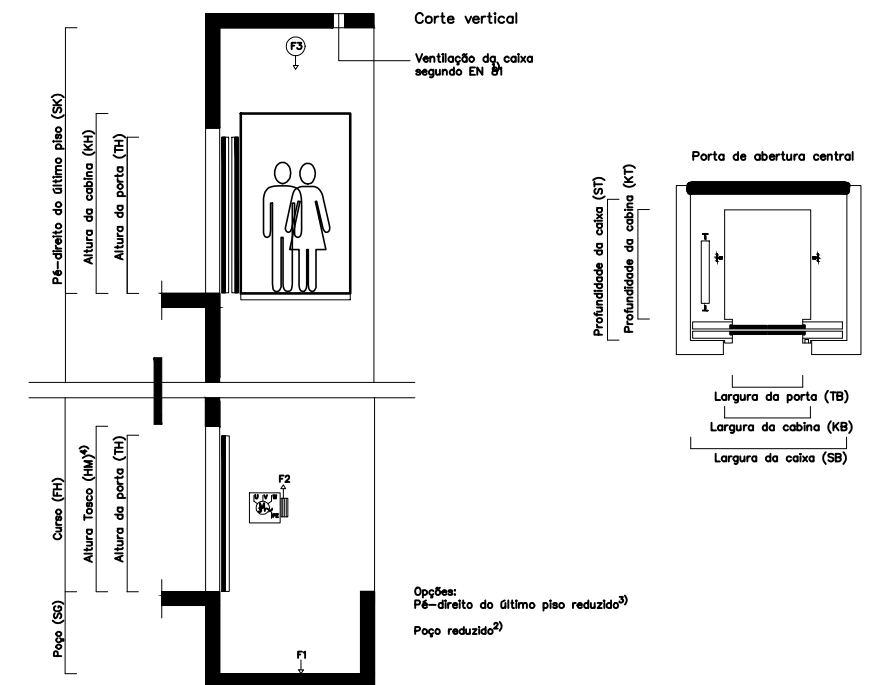 Corte vertical
F3
Ventilação da caixa
segundo EN 81 1)
Pé-direito do último piso (SK)
Altura da cabina (KH)
Altura da porta (TH)
Porta de abertura central
Profundidade da caixa (ST)
Profundidade da cabina (KT)
Largura da porta (TB)
Largura da cabina (KB)
Largura da caixa (SB)
Curso (FH)
Altura Tosco (HM)4)
Altura da porta (TH)
F2
U V W
M
PE
Poço (SG)
F1
Opções:
Pé-direito do último piso reduzido3)
Poço reduzido2)